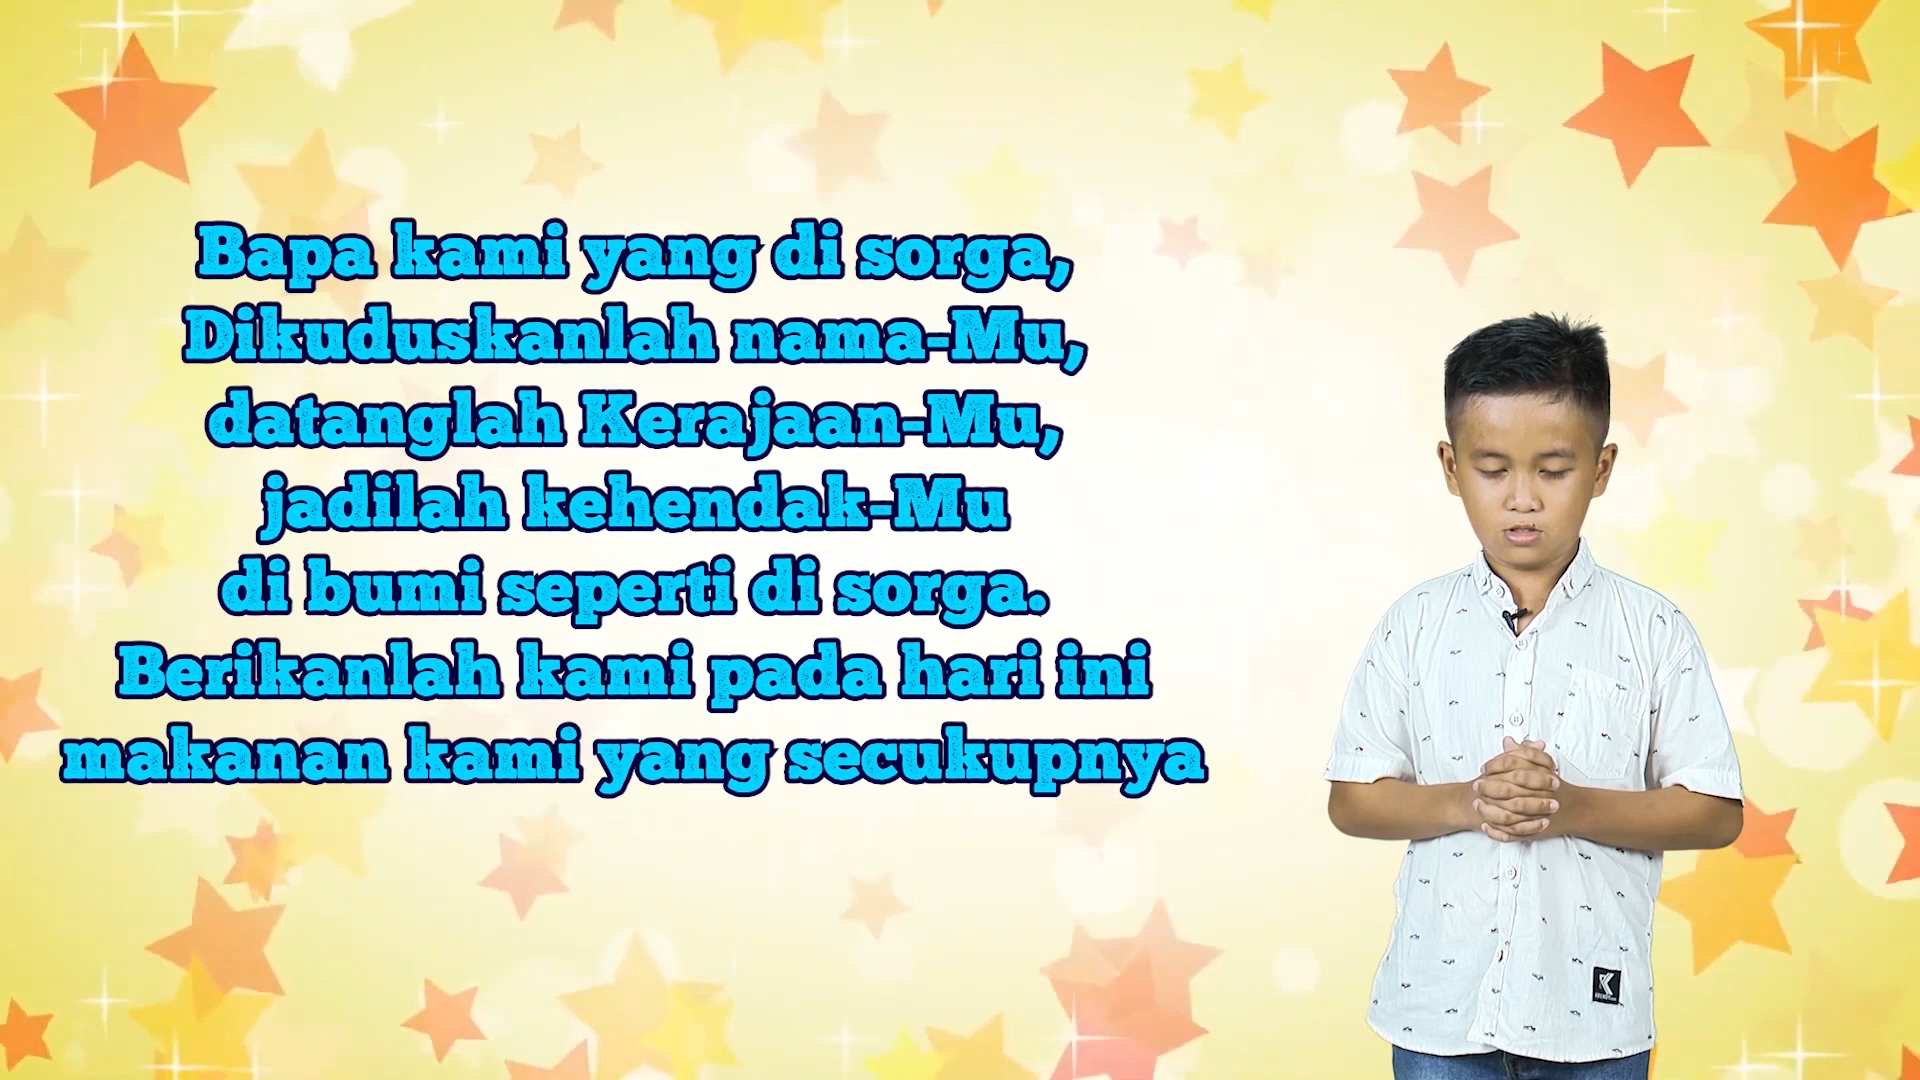 Bapa kami yang di sorga,
Dikuduskanlah nama-Mu,
datanglah Kerajaan-Mu,
jadilah kehendak-Mu
di bumi seperti di sorga.
Berikanlah kami pada hari ini
makanan kami yang secukupnya